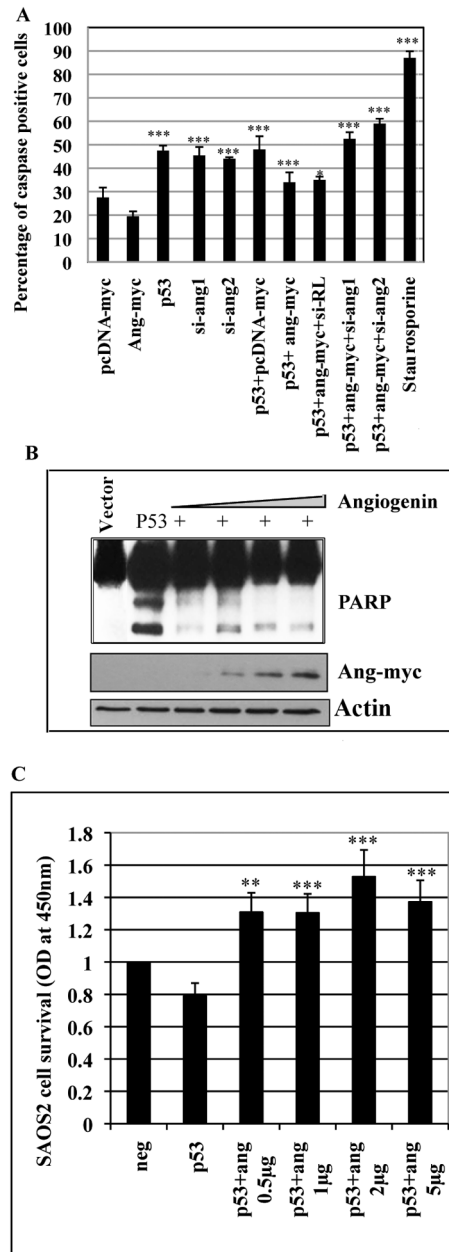 A
Percentage of caspase positive cells
100
90
80
70
60
50
40
30
20
10
0
***
***
***
***
***
*
***
pcDNA-myc
Ang-myc
p53
si-ang1
si-ang2
p53+pcDNA-myc
p53+ ang-myc
p53+ang-myc+si-RL
p53+ang-myc+si-ang1
p53+ang-myc+si-ang2
Staurosporine
***
***
B
Vector
P53 + + + +
Angiogenin
PARP
Ang-myc
Actin
C
SAOS2 cell survival (OD at 450nm)
1.8
1.6
1.4
1.2
1
0.8
0.6
0.4
0.2
0
**
***
***
***
neg
p53
p53+ang 0.5µg
p53+ang 1µg
p53+ang 2µg
p53+ang 5µg